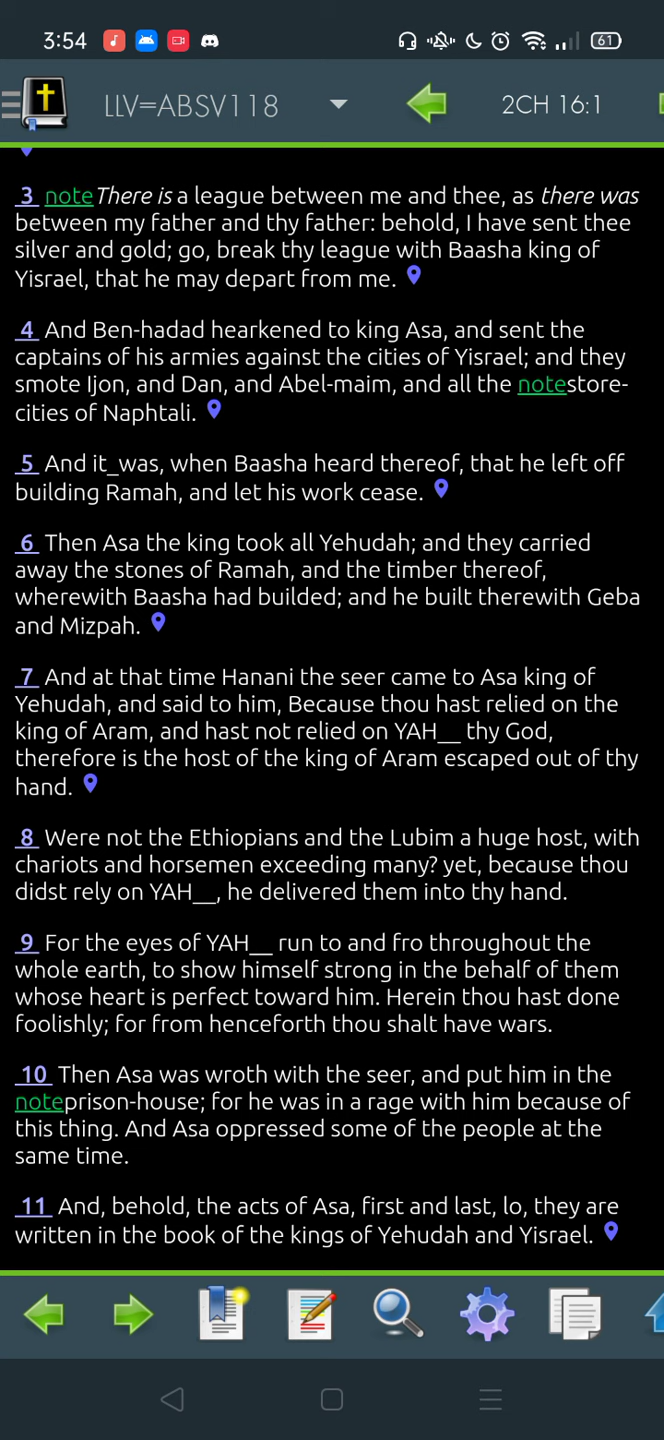 3:54
61
LLV=ABSV118
2CH 16:1
3 noteThere is a league between me and thee, as there was
between my father and thy father: behold, I have sent thee
silver and gold; go, break thy league with Baasha king of
Yisrael, that he may depart from me.
4 And Ben-hadad hearkened to king Asa, and sent the
captains of his armies against the cities of Yisrael; and they
smote Ijon, and Dan, and Abel-maim, and all the notestore-
cities of Naphtali.
5 And it_was, when Baasha heard thereof, that he left off
building Ramah, and let his work cease.
6 Then Asa the king took all Yehudah; and they carried
away the stones of Ramah, and the timber thereof,
wherewith Baasha had builded; and he built therewith Geba
and Mizpah.
7 And at that time Hanani the seer came to Asa king of
Yehudah, and said to him, Because thou hast relied on the
king of Aram, and hast not relied on YAH__ thy God,
therefore is the host of the king of Aram escaped out of thy
hand.
8 Were not the Ethiopians and the Lubim a huge host, with
chariots and horsemen exceeding many? yet, because thou
didst rely on YAH__, he delivered them into thy hand.
9 For the eyes of YAH__ run to and fro throughout the
whole earth, to show himself strong in the behalf of them
whose heart is perfect toward him. Herein thou hast done
foolishly; for from henceforth thou shalt have wars.
10 Then Asa was wroth with the seer, and put him in the
noteprison-house; for he was in a rage with him because of
this thing. And Asa oppressed some of the people at the
same time.
11 And, behold, the acts of Asa, first and last, lo, they are
written in the book of the kings of Yehudah and Yisrael.